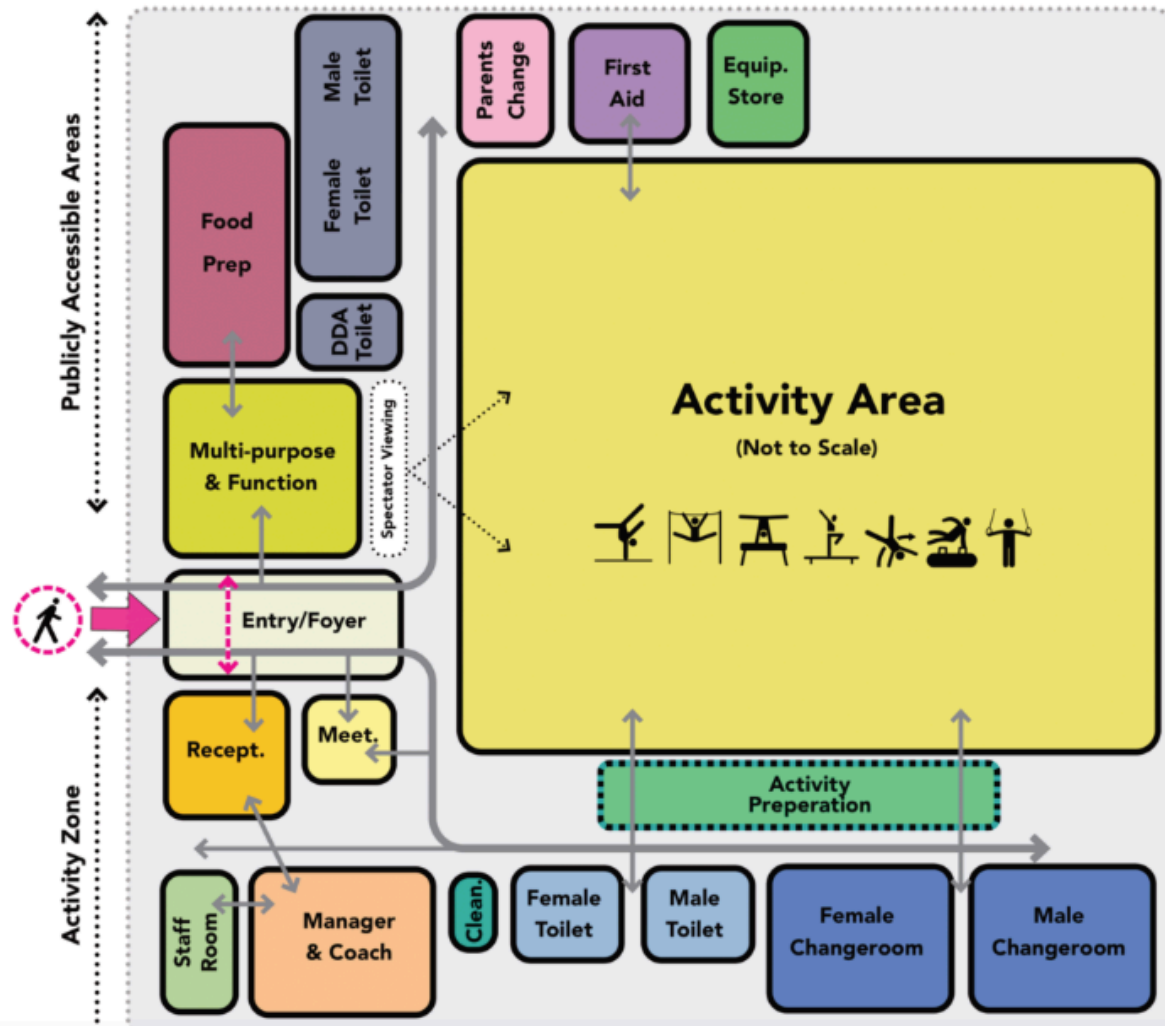 Publicly Accessible Areas
Male
Toilet
Female
Toilet
Parents
Change
First
Aid
Equip.
Store
Food
Prep
DDA
Toilet
Multi-purpose
& Function
Spectator Viewing
Activity Area
(Not to Scale)
Entry/Foyer
Activity Zone
Recept.
Meet.
Activity
Preperation
Staff
Room
Manager
& Coach
Clean.
Female
Toilet
Male
Toilet
Female
Changeroom
Male
Changeroom